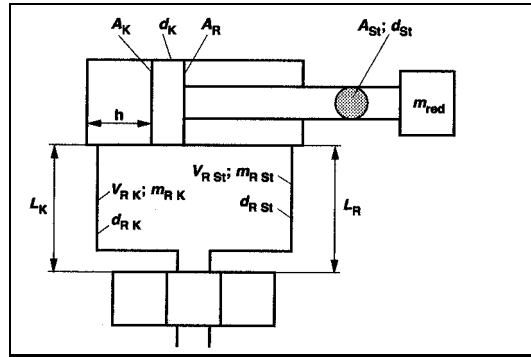 A_K d_K A_R A_St; d_St
m_red
h
V_R St; m_R St
V_R K; m_R K
L_K L_R
d_R St
d_R K